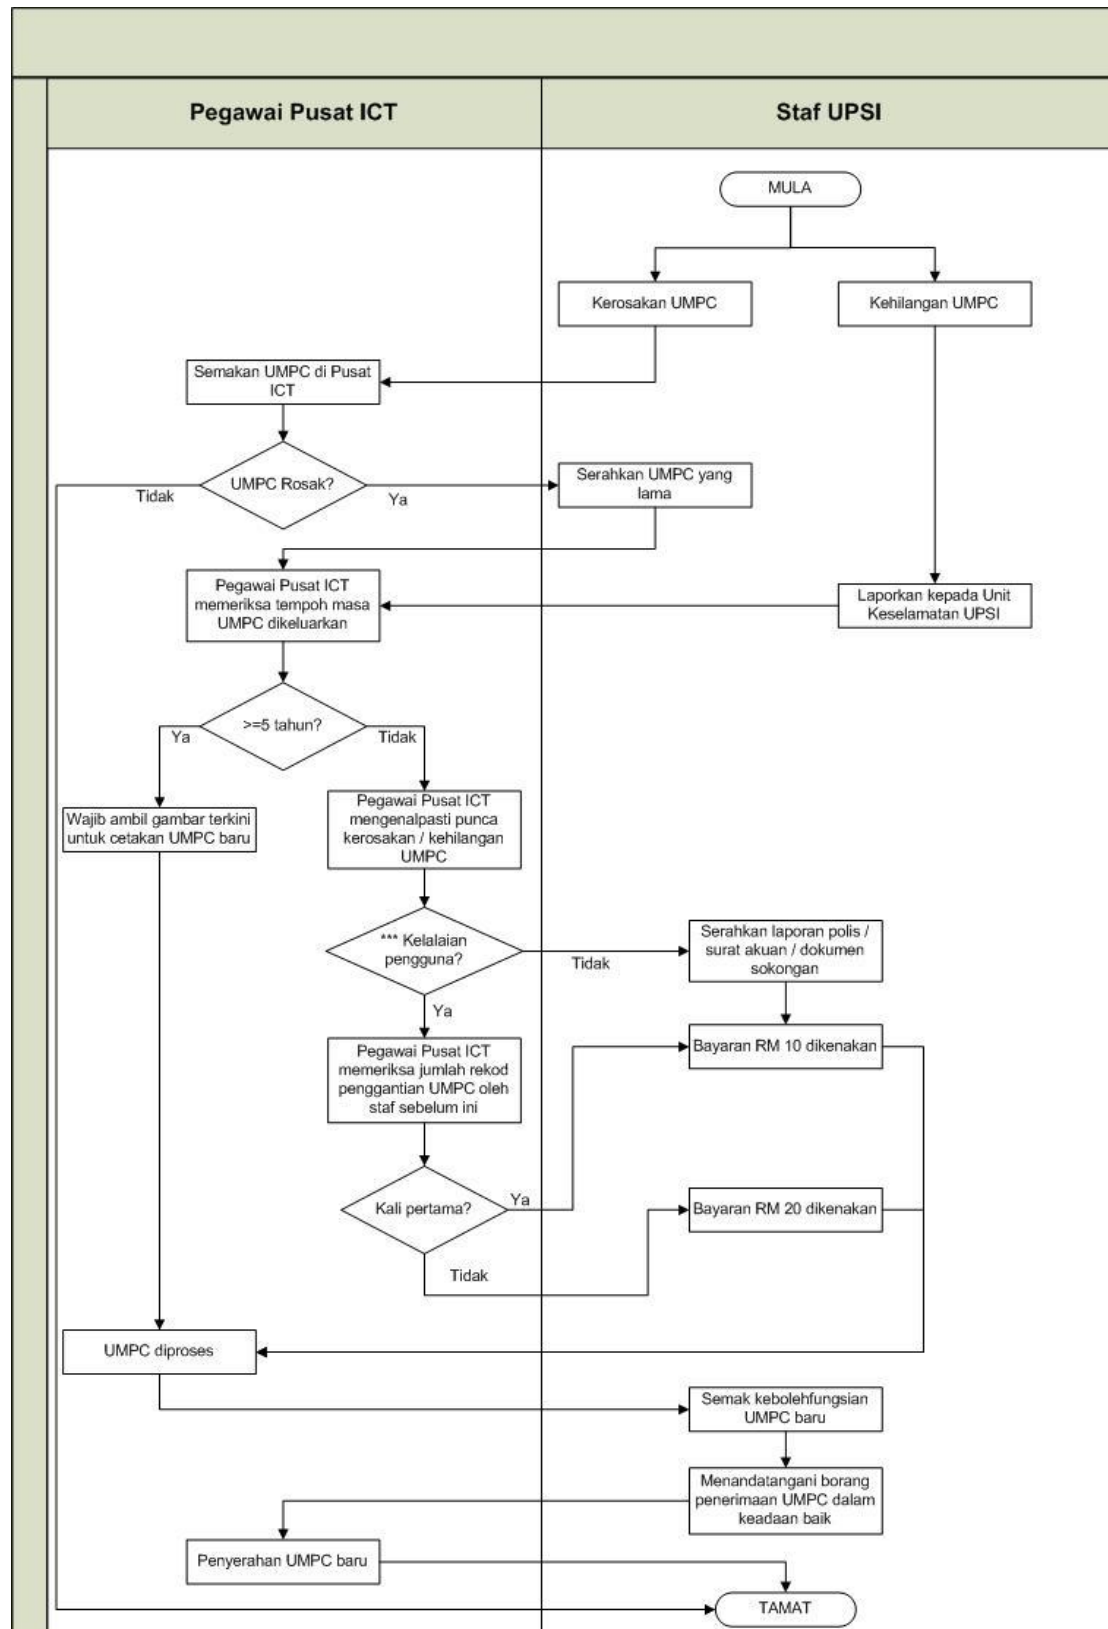 Pegawai Pusat ICT
Staf UPSI
MULA
Kerosakan UMPC
Kehilangan UMPC
Semakan UMPC di Pusat
ICT
UMPC Rosak?
Tidak
Ya
Serahkan UMPC yang
lama
Pegawai Pusat ICT
memeriksa tempoh masa
UMPC dikeluarkan
Laporkan kepada Unit
Keselamatan UPSI
>=5 tahun?
Ya
Tidak
Wajib ambil gambar terkini
untuk cetakan UMPC baru
Pegawai Pusat ICT
mengenalpasti punca
kerosakan / kehilangan
UMPC
*** Kelalaian
pengguna?
Tidak
Ya
Serahkan laporan polis /
surat akuan / dokumen
sokongan
Pegawai Pusat ICT
memeriksa jumlah rekod
penggantian UMPC oleh
staf sebelum ini
Bayaran RM 10 dikenakan
Kali pertama?
Ya
Tidak
Bayaran RM 20 dikenakan
UMPC diproses
Semak kebolehfungsian
UMPC baru
Menandatangani borang
penerimaan UMPC dalam
keadaan baik
Penyerahan UMPC baru
TAMAT